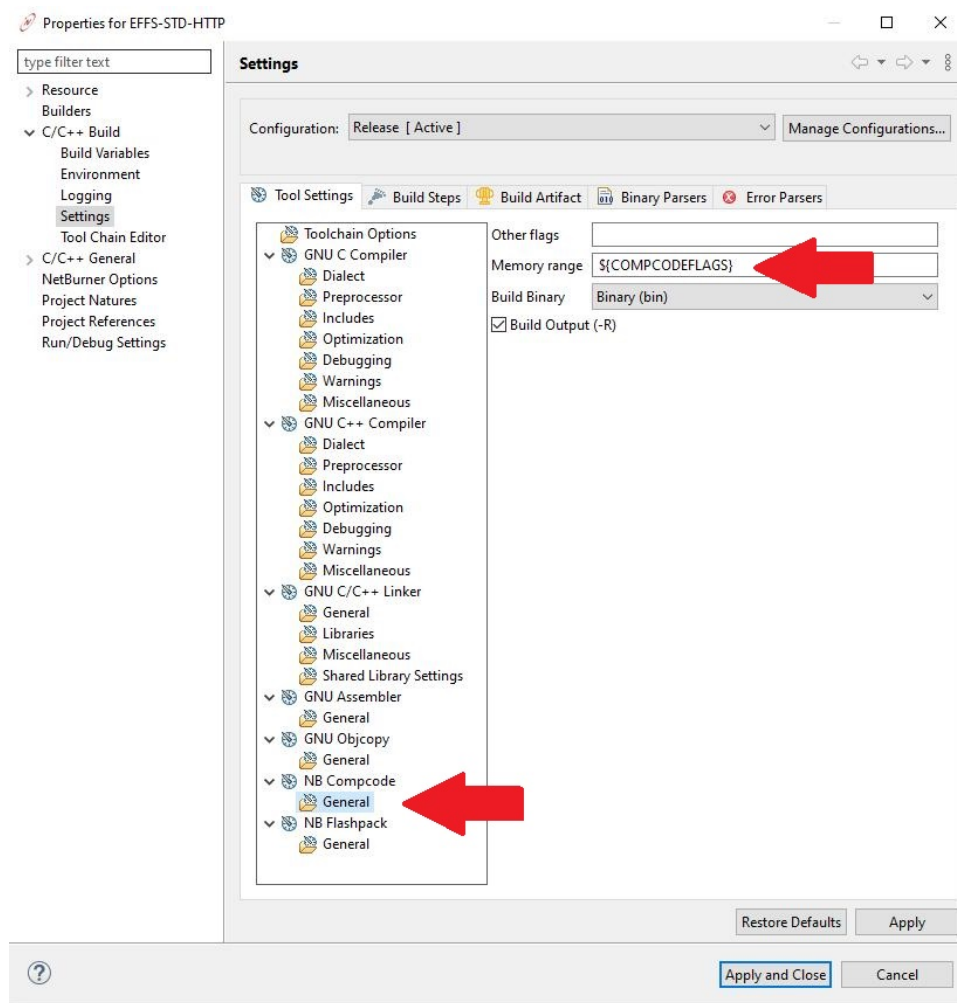 Properties for EFFS-STD-HTTP
type filter text
Resource
Builders
C/C++ Build
Build Variables
Environment
Logging
Settings
Tool Chain Editor
C/C++ General
NetBurner Options
Project Natures
Project References
Run/Debug Settings
Settings
Configuration: Release [ Active ] Manage Configurations...
Tool Settings Build Steps Build Artifact Binary Parsers Error Parsers
Toolchain Options
GNU C Compiler
Dialect
Preprocessor
Includes
Optimization
Debugging
Warnings
Miscellaneous
GNU C++ Compiler
Dialect
Preprocessor
Includes
Optimization
Debugging
Warnings
Miscellaneous
GNU C/C++ Linker
General
Libraries
Miscellaneous
Shared Library Settings
GNU Assembler
General
GNU Objcopy
General
NB Compcode
General
NB Flashpack
General
Other flags
Memory range ${COMPCODEFLAGS}
Build Binary Binary (bin)
Build Output (-R)
Restore Defaults Apply
? Apply and Close Cancel